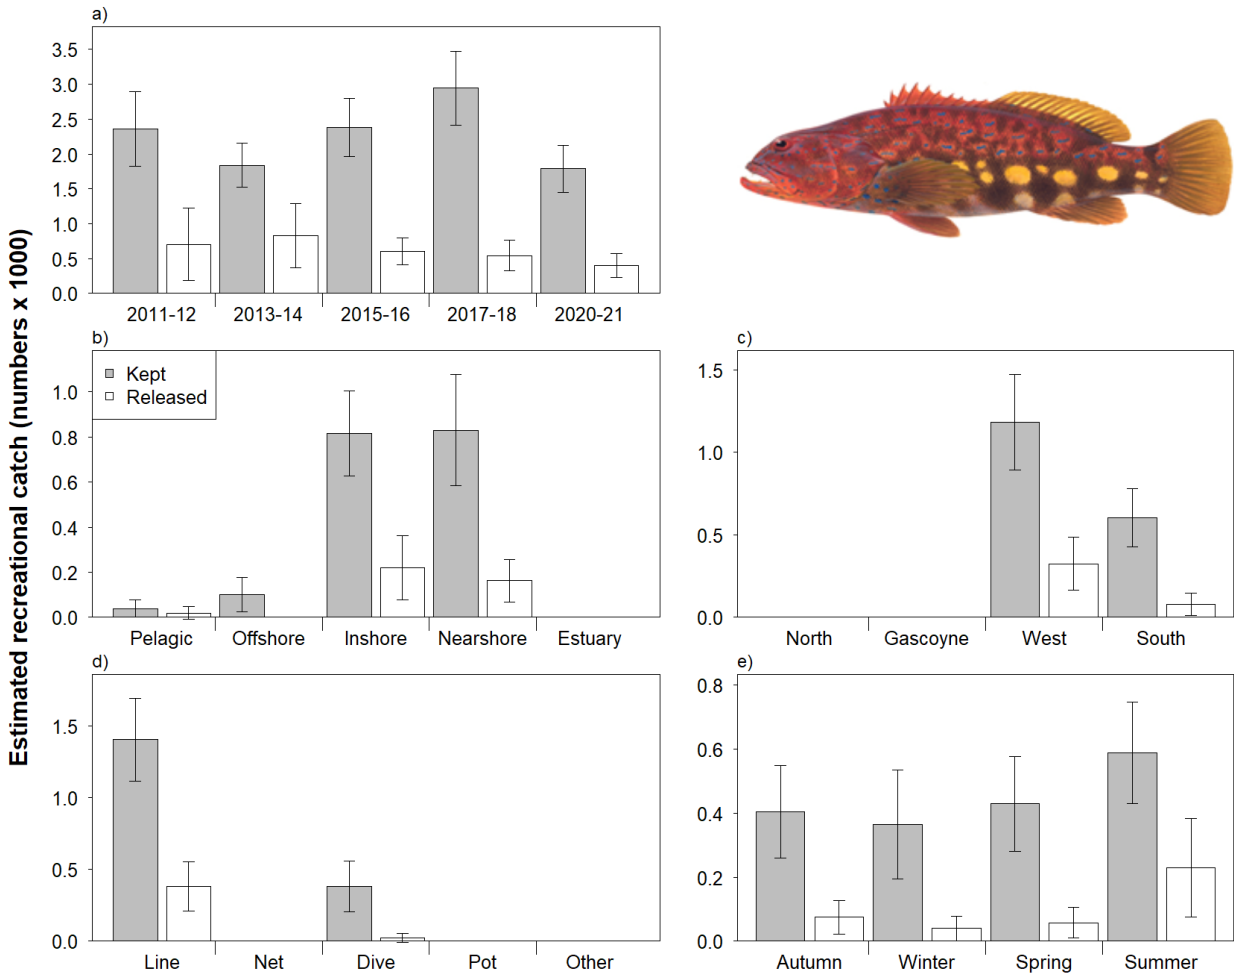 Estimated recreational catch (numbers x 1000)
a)
3.5
3.0
2.5
2.0
1.5
1.0
0.5
0.0
2011-12 2013-14 2015-16 2017-18 2020-21
b)
Kept
Released
1.0
0.8
0.6
0.4
0.2
0.0
Pelagic Offshore Inshore Nearshore Estuary
c)
1.5
1.0
0.5
0.0
North Gascoyne West South
d)
1.5
1.0
0.5
0.0
Line Net Dive Pot Other
e)
0.8
0.6
0.4
0.2
0.0
Autumn Winter Spring Summer